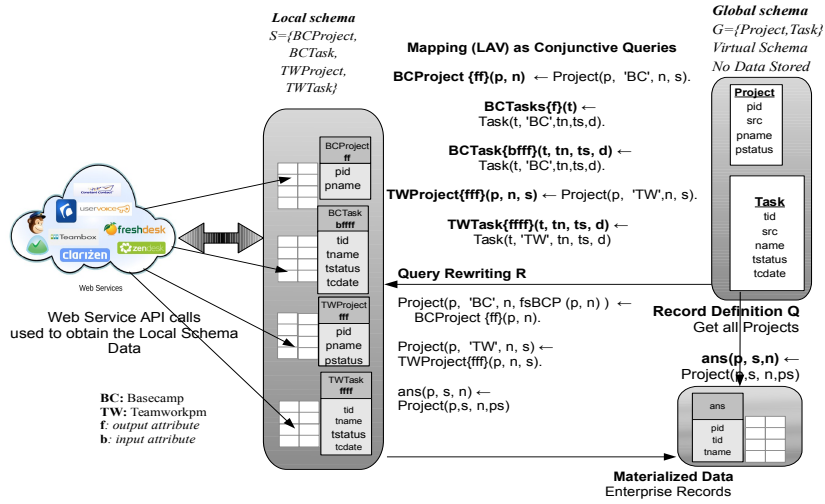 Local schema
S={BCProject,
BCTask,
TWProject,
TWTask}
Global schema
G={Project,Task}
Virtual Schema
No Data Stored
Mapping (LAV) as Conjunctive Queries
BCProject {ff}(p, n) ← Project(p, 'BC', n, s).
BCTasks{f}(t) ←
Task(t, 'BC',tn,ts,d).
BCTask{bfff}(t, tn, ts, d) ←
Task(t, 'BC',tn,ts,d).
TWProject{fff}(p, n, s) ← Project(p, 'TW',n, s).
TWTask{ffff}(t, tn, ts, d) ←
Task(t, 'TW', tn, ts, d)
Query Rewriting R
Project(p, 'BC', n, fsBCP (p, n) ) ←
BCProject {ff}(p, n).
Project(p, 'TW', n, s) ←
TWProject{fff}(p, n, s).
ans(p, s, n) ←
Project(p,s, n,ps)
Constant Contact
uservoice
Teambox
freshdesk
clarizen
zendesk
Web Services
Web Service API calls
used to obtain the Local Schema
Data
BC: Basecamp
TW: Teamworkpm
f: output attribute
b: input attribute
BCProject
ff
pid
pname
BCTask
bffff
tid
tname
tstatus
tcdate
TWProject
fff
pid
pname
pstatus
TWTask
ffff
tid
tname
tstatus
tcdate
Project
pid
src
pname
pstatus
Task
tid
src
name
tstatus
tcdate
Record Definition Q
Get all Projects
ans(p, s,n) ←
Project(p,s, n,ps)
ans
pid
tid
tname
Materialized Data
Enterprise Records